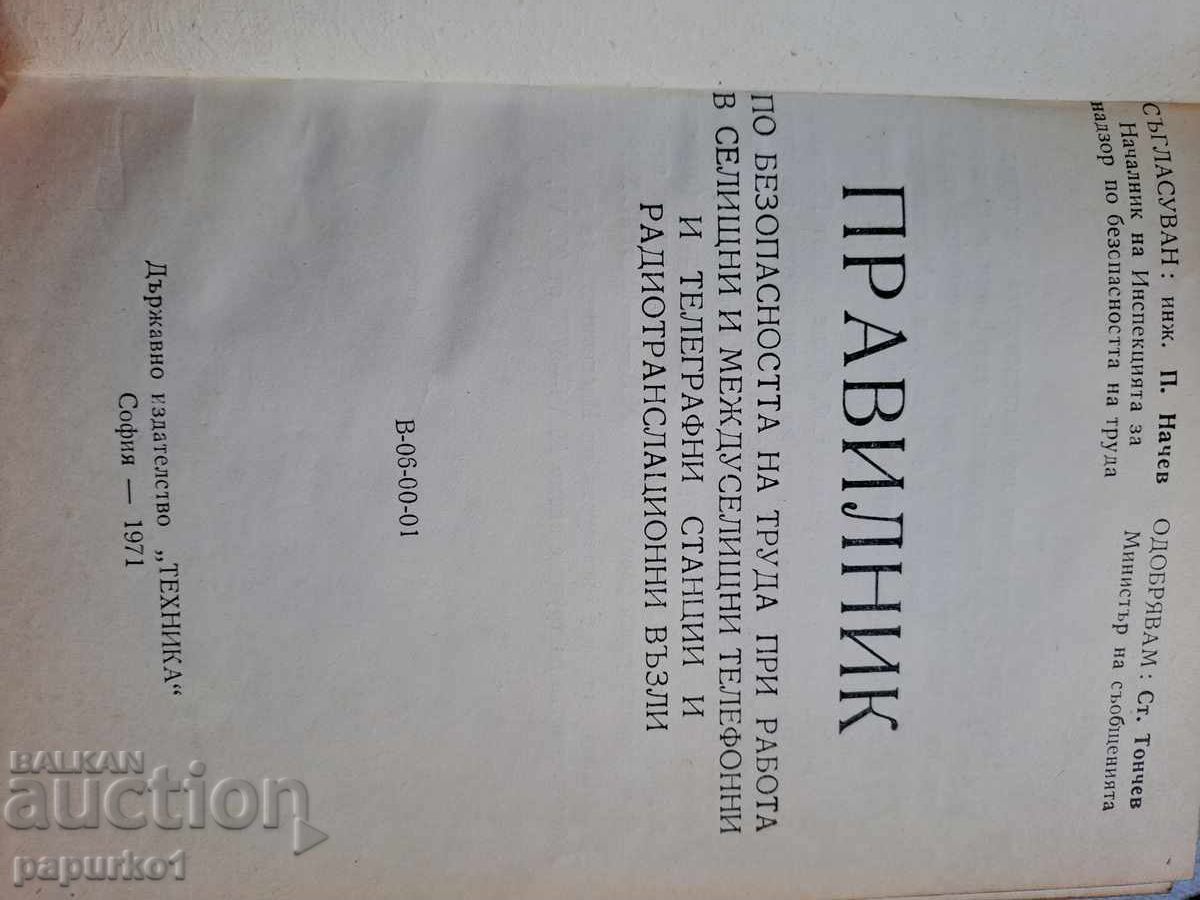 СЪГЛАСУВАН: инж. П. Начев
Началник на Инспекцията за
надзор по безспасността на труда
ОДОБРЯВАМ: Ст. Тончев
Министър на съобщенията
ПРАВИЛНИК
ПО БЕЗОПАСНОСТТА НА ТРУДА ПРИ РАБОТА
В СЕЛИЩНИ И МЕЖДУСЕЛИЩНИ ТЕЛЕФОННИ
И ТЕЛЕГРАФНИ СТАНЦИИ И
РАДИОТРАНСЛАЦИОННИ ВЪЗЛИ
В-06-00-01
Държавно издателство „ТЕХНИКА“
София — 1971
BALKAN
auction
papurko1